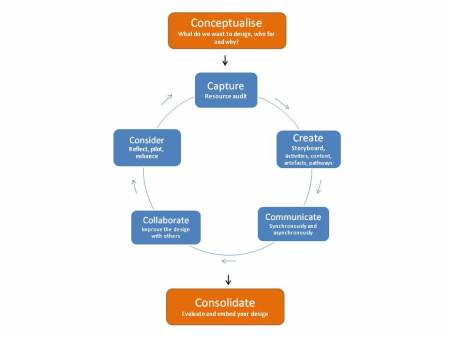 Conceptualise
What do we want to design, who for
and why?
Capture
Resource audit
Consider
Reflect, pilot,
enhance
Create
Storyboard,
activities, content,
artefacts, pathways
Collaborate
Improve the design
with others
Communicate
Synchronously and
asynchronously
Consolidate
Evaluate and embed your design